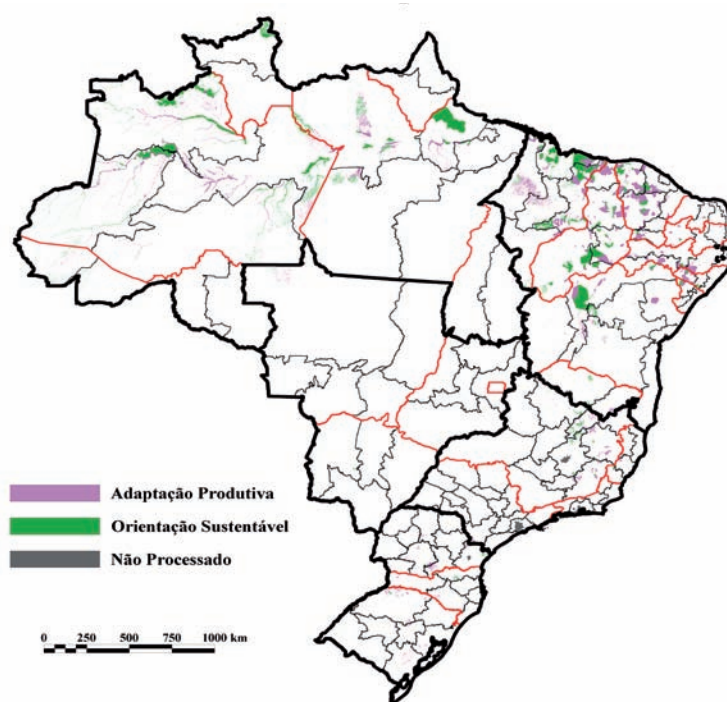 Adaptação Produtiva
Orientação Sustentável
Não Processado
0 250 500 750 1000 km